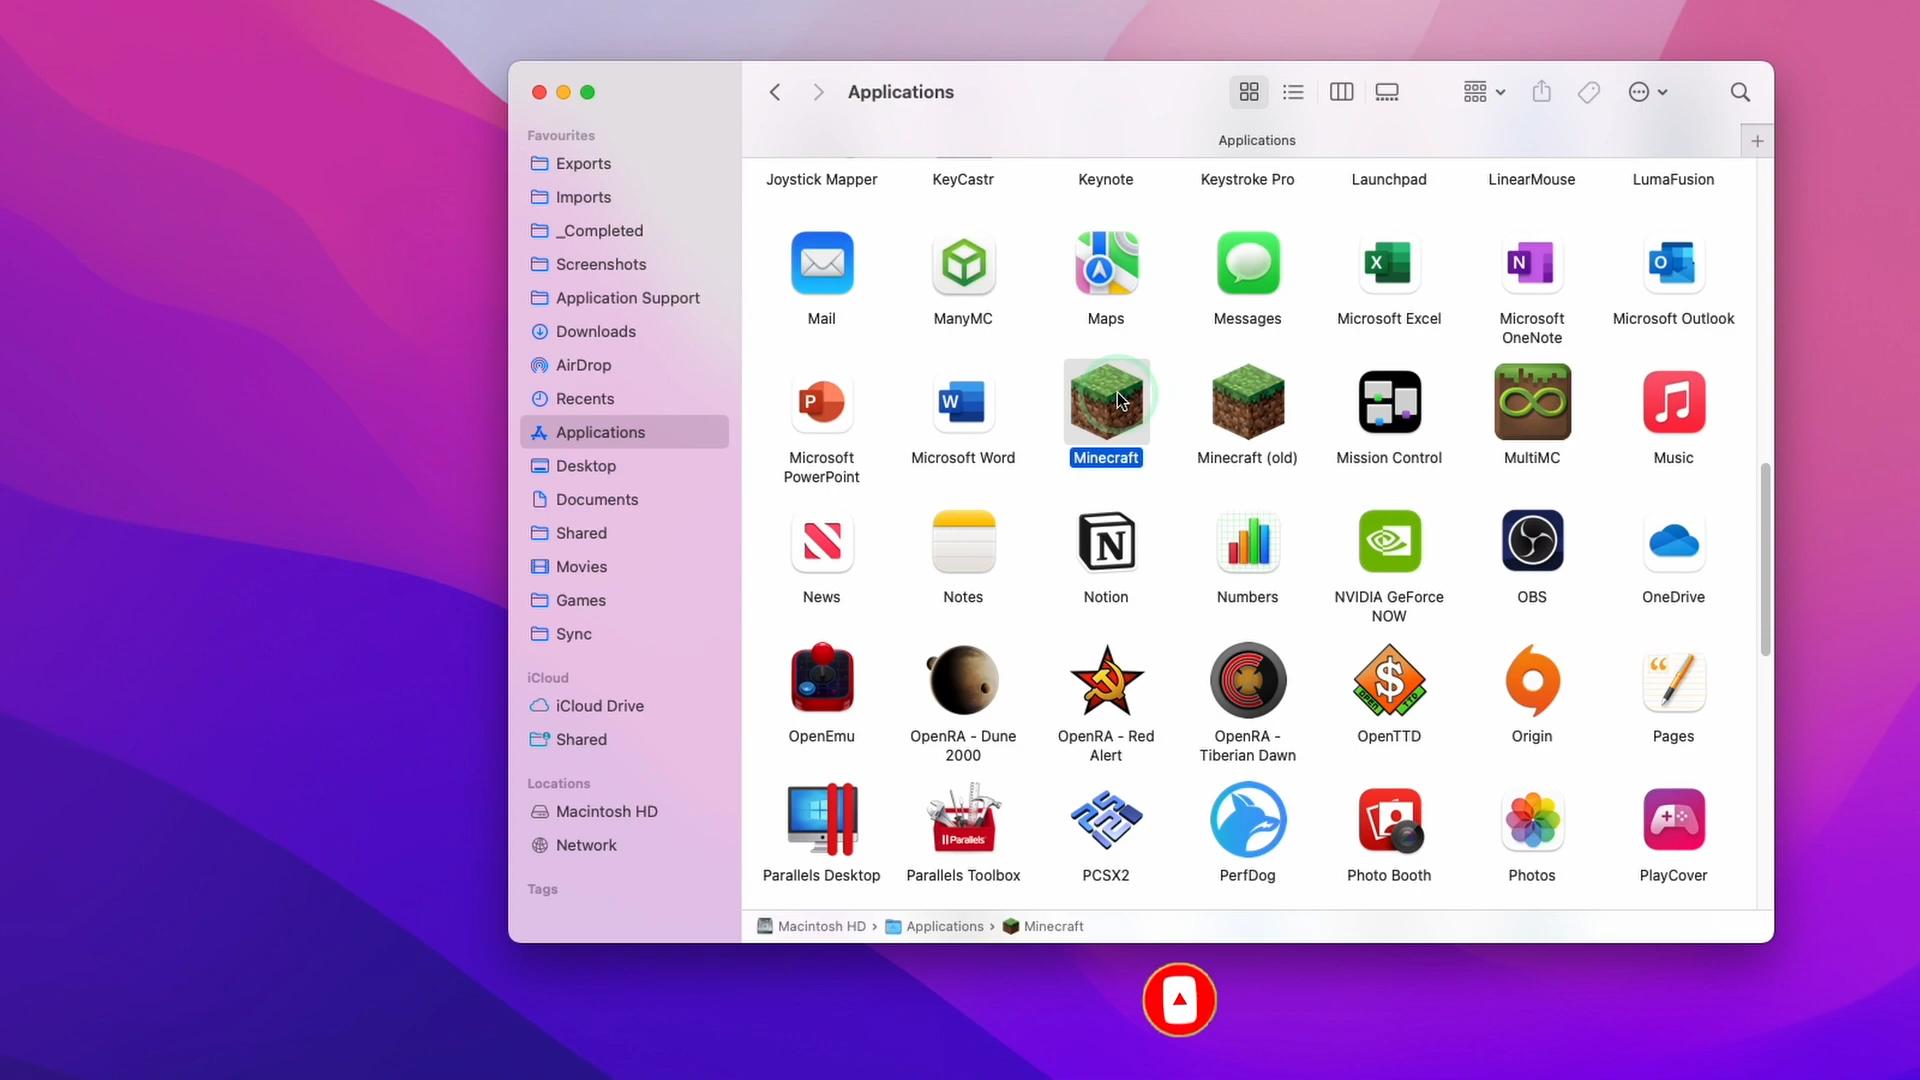 Applications
Applications
Favourites
Exports
Imports
_Completed
Screenshots
Application Support
Downloads
AirDrop
Recents
Applications
Desktop
Documents
Shared
Movies
Games
Sync
iCloud
iCloud Drive
Shared
Locations
Macintosh HD
Network
Tags
Joystick Mapper
KeyCastr
Keynote
Keystroke Pro
Launchpad
LinearMouse
LumaFusion
Mail
ManyMC
Maps
Messages
X
Microsoft Excel
N
Microsoft
OneNote
O
Microsoft Outlook
P
Microsoft
PowerPoint
W
Microsoft Word
Minecraft
Minecraft (old)
Mission Control
MultiMC
Music
News
Notes
N
Notion
Numbers
NVIDIA GeForce
NOW
OBS
OneDrive
OpenEmu
OpenRA - Dune
2000
OpenRA - Red
Alert
OpenRA -
Tiberian Dawn
$
OPEN TTD
OpenTTD
Origin
Pages
Parallels Desktop
Parallels
Parallels Toolbox
PCSX2
PerfDog
Photo Booth
Photos
PlayCover
Macintosh HD › Applications › Minecraft